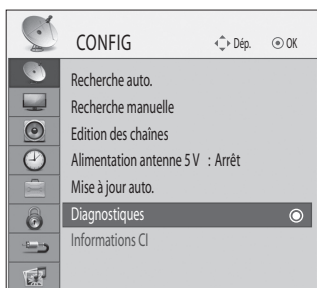 CONFIG
Dép.
OK
Recherche auto.
Recherche manuelle
Edition des chaînes
Alimentation antenne 5 V : Arrêt
Mise à jour auto.
Diagnostiques
Informations CI